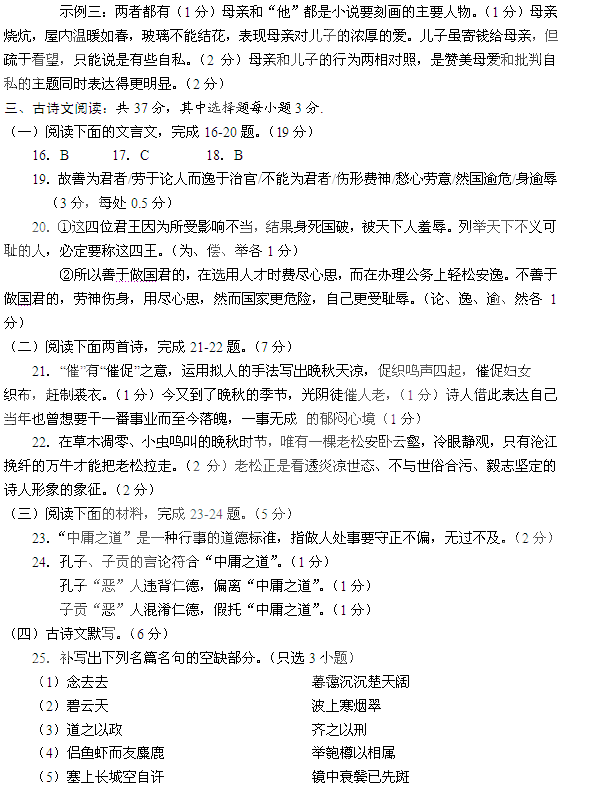 示例三：两者都有（1 分）母亲和“他”都是小说要刻画的主要人物。（1 分）母亲
烧炕，屋内温暖如春，玻璃不能结花，表现母亲对儿子的浓厚的爱。儿子虽寄钱给母亲，但
疏于看望，只能说是有些自私。（2 分）母亲和儿子的行为两相对照，是赞美母爱和批判自
私的主题同时表达得更明显。（2 分）
三、古诗文阅读：共 37 分，其中选择题每小题 3 分.
（一）阅读下面的文言文，完成 16-20 题。（19 分）
16．B 17．C 18．B
19．故善为君者/劳于论人而逸于治官/不能为君者/伤形费神/愁心劳意/然国逾危/身逾辱
（3 分，每处 0.5 分）
20．①这四位君王因为所受影响不当，结果身死国破，被天下人羞辱。列举天下不义可
耻的人，必定要称这四王。（为、偿、举各 1 分）
②所以善于做国君的，在选用人才时费尽心思，而在办理公务上轻松安逸。不善于
做国君的，劳神伤身，用尽心思，然而国家更危险，自己更受耻辱。（论、逸、逾、然各 1
分）
（二）阅读下面两首诗，完成 21-22 题。（7 分）
21．“催”有“催促”之意，运用拟人的手法写出晚秋天凉，促织鸣声四起，催促妇女
织布，赶制裘衣。（1 分）今又到了晚秋的季节，光阴徒催人老，（1 分）诗人借此表达自己
当年也曾想要干一番事业而至今落魄，一事无成 的郁闷心境（1 分）
22．在草木凋零、小虫鸣叫的晚秋时节，唯有一棵老松安卧云壑，冷眼静观，只有沧江
挽纤的万牛才能把老松拉走。（2 分）老松正是看透炎凉世态、不与世俗合污、毅志坚定的
诗人形象的象征。（2 分）
（三）阅读下面的材料，完成 23-24 题。（5 分）
23．“中庸之道”是一种行事的道德标准，指做人处事要守正不偏，无过不及。（2 分）
24．孔子、子贡的言论符合“中庸之道”。（1 分）
孔子“恶”人违背仁德，偏离“中庸之道”。（1 分）
子贡“恶”人混淆仁德，假托“中庸之道”。（1 分）
（四）古诗文默写。（6 分）
25．补写出下列名篇名句的空缺部分。（只选 3 小题）
（1）念去去 暮霭沉沉楚天阔
（2）碧云天 波上寒烟翠
（3）道之以政 齐之以刑
（4）侣鱼虾而友麋鹿 举匏樽以相属
（5）塞上长城空自许 镜中衰鬓已先斑